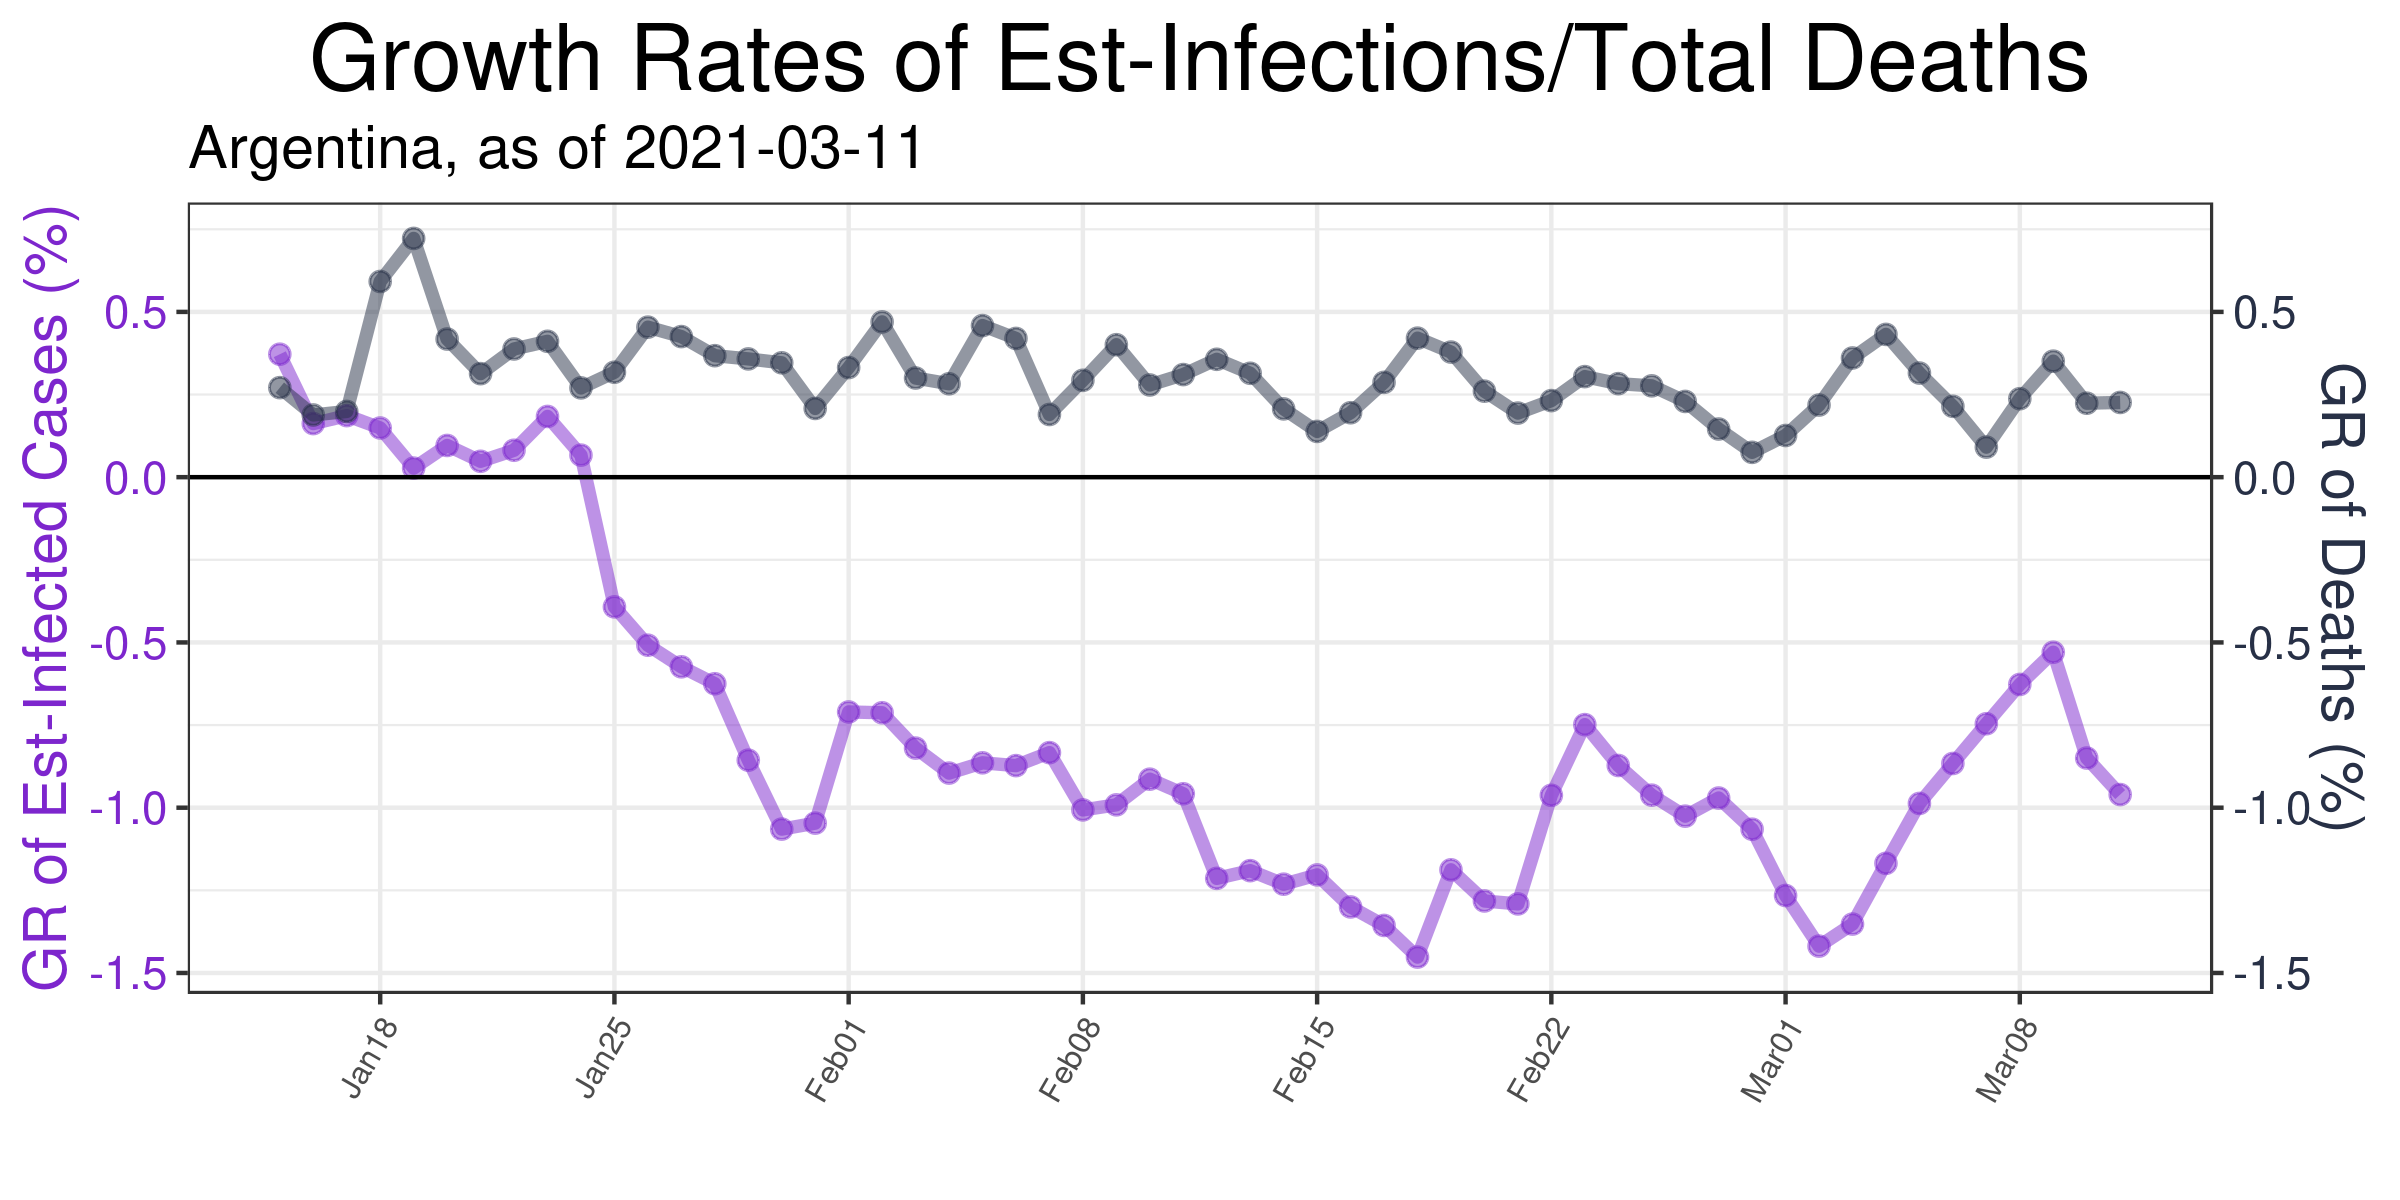 Growth Rates of Est-Infections/Total Deaths
Argentina, as of 2021-03-11
GR of Est-Infected Cases (%)
0.5
0.0
-0.5
-1.0
-1.5
0.5
0.0
-0.5
-1.0
-1.5
GR of Deaths (%)
Jan18
Jan25
Feb01
Feb08
Feb15
Feb22
Mar01
Mar08